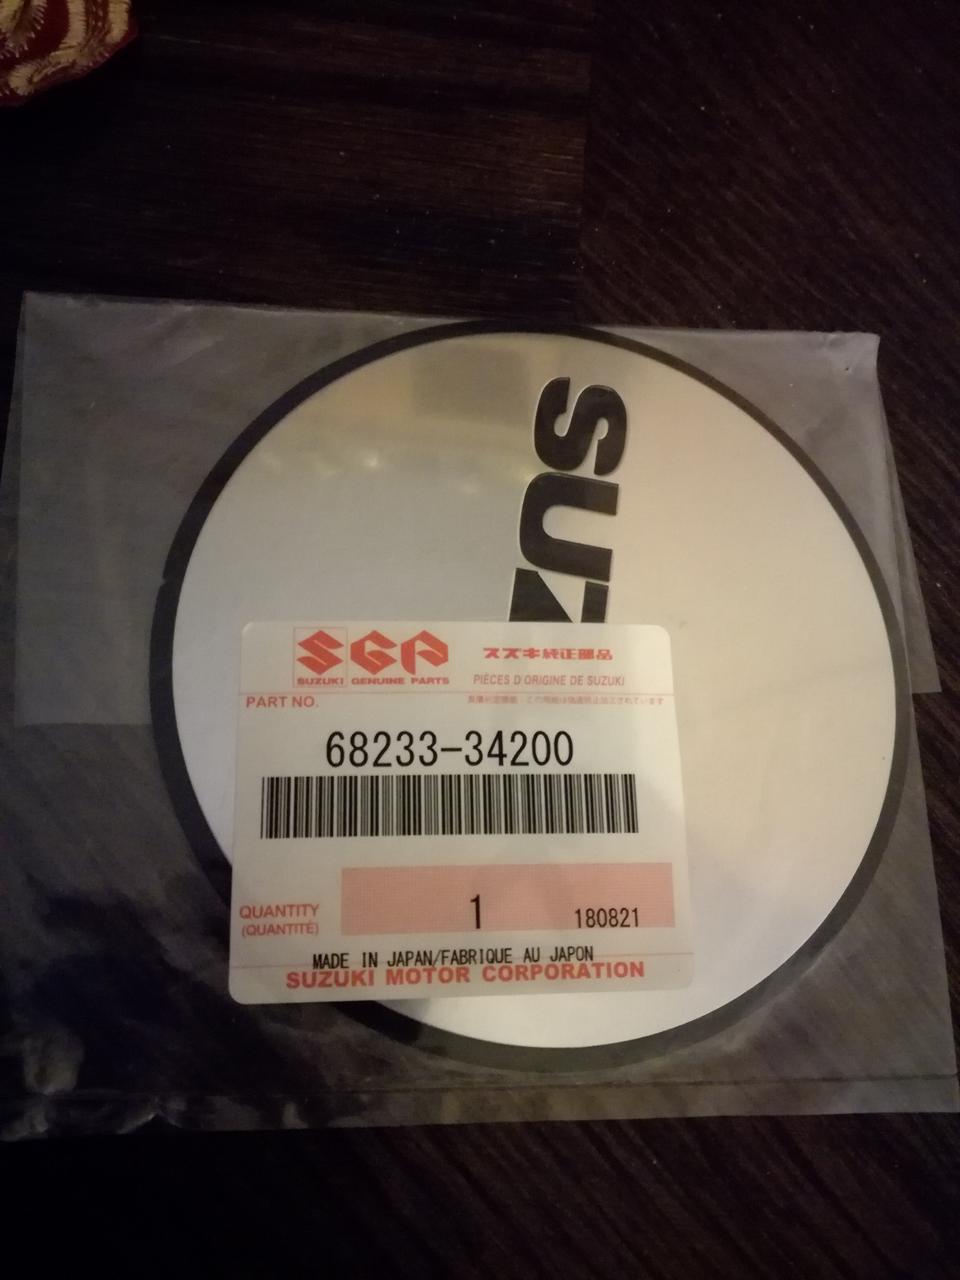 SUZ
SGP
スズキ純正部品
SUZUKI GENUINE PARTS
PIÈCES D'ORIGINE DE SUZUKI
PART NO.
68233-34200
QUANTITY
(QUANTITÉ)
1
180821
MADE IN JAPAN/FABRIQUE AU JAPON
SUZUKI MOTOR CORPORATION